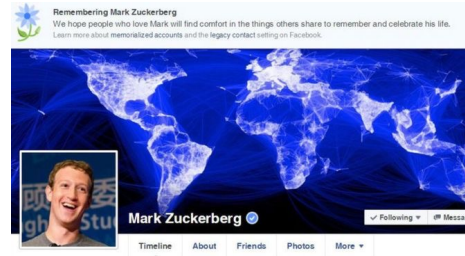 Remembering Mark Zuckerberg
We hope people who love Mark will find comfort in the things others share to remember and celebrate his life.
Learn more about memorialized accounts and the legacy contact setting on Facebook.
Mark Zuckerberg
Following
Messa
Timeline About Friends Photos More